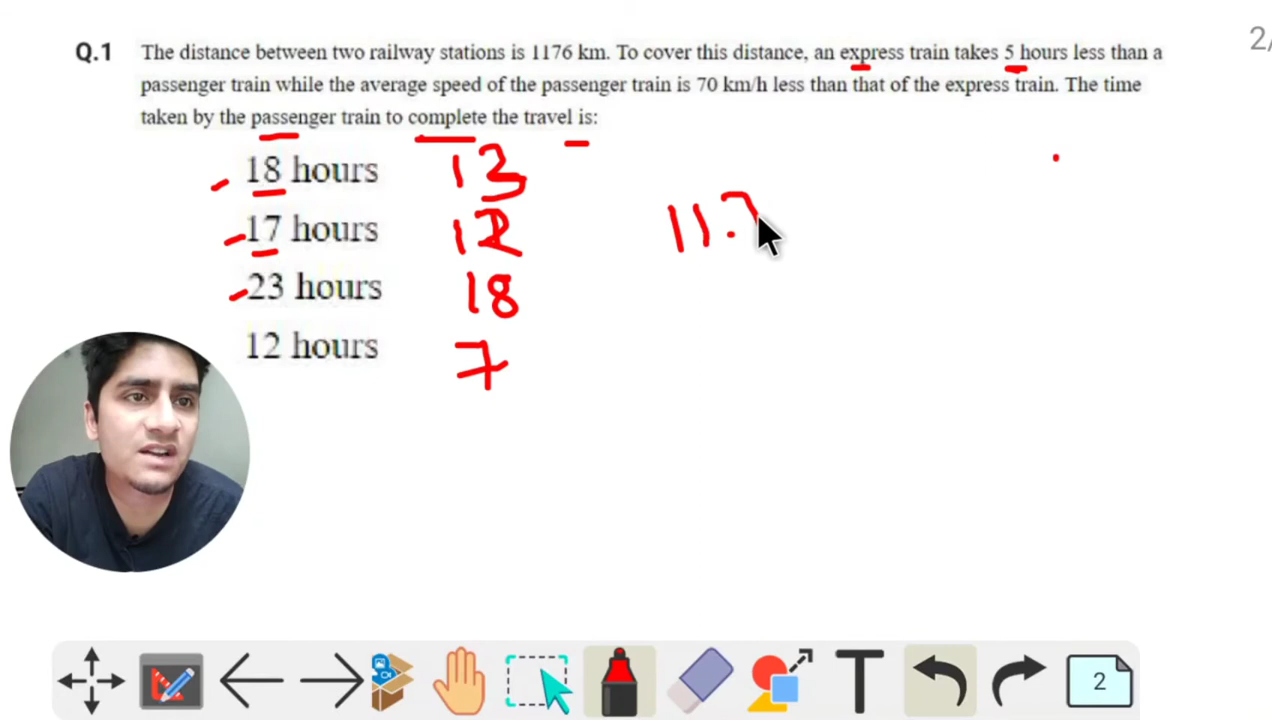 2/
Q.1 The distance between two railway stations is 1176 km. To cover this distance, an express train takes 5 hours less than a
passenger train while the average speed of the passenger train is 70 km/h less than that of the express train. The time
taken by the passenger train to complete the travel is:
18 hours 13
17 hours 12
23 hours 18
12 hours 7
T 2